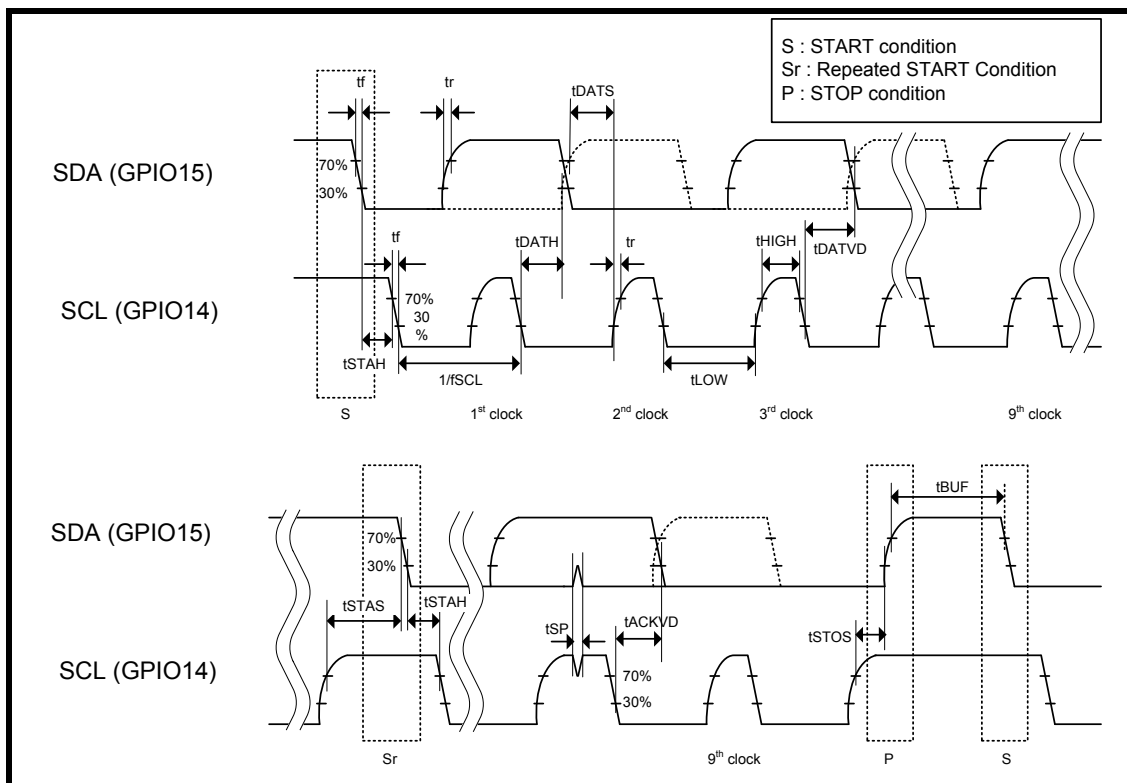 S : START condition
Sr : Repeated START Condition
P : STOP condition
tf
tr
tDATS
SDA (GPIO15)
70%
30%
tf
tDATH
tr
tHIGH
tDATVD
SCL (GPIO14)
70%
30
%
tSTAH
1/fSCL
tLOW
S
1st clock
2nd clock
3rd clock
9th clock
tBUF
SDA (GPIO15)
70%
30%
tSTAS
tSTAH
tSP
tACKVD
tSTOS
SCL (GPIO14)
70%
30%
Sr
9th clock
P
S